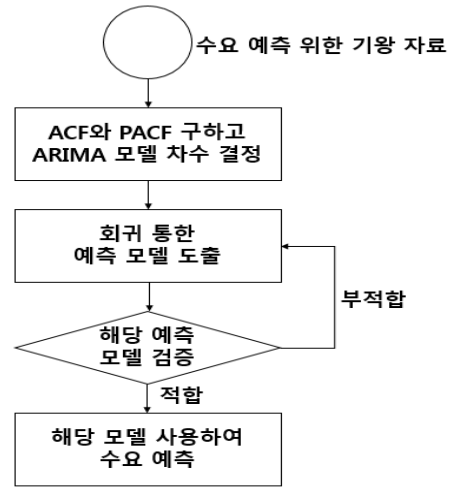 수요 예측 위한 기왕 자료
ACF와 PACF 구하고
ARIMA 모델 차수 결정
회귀 통한
예측 모델 도출
부적합
해당 예측
모델 검증
적합
해당 모델 사용하여
수요 예측